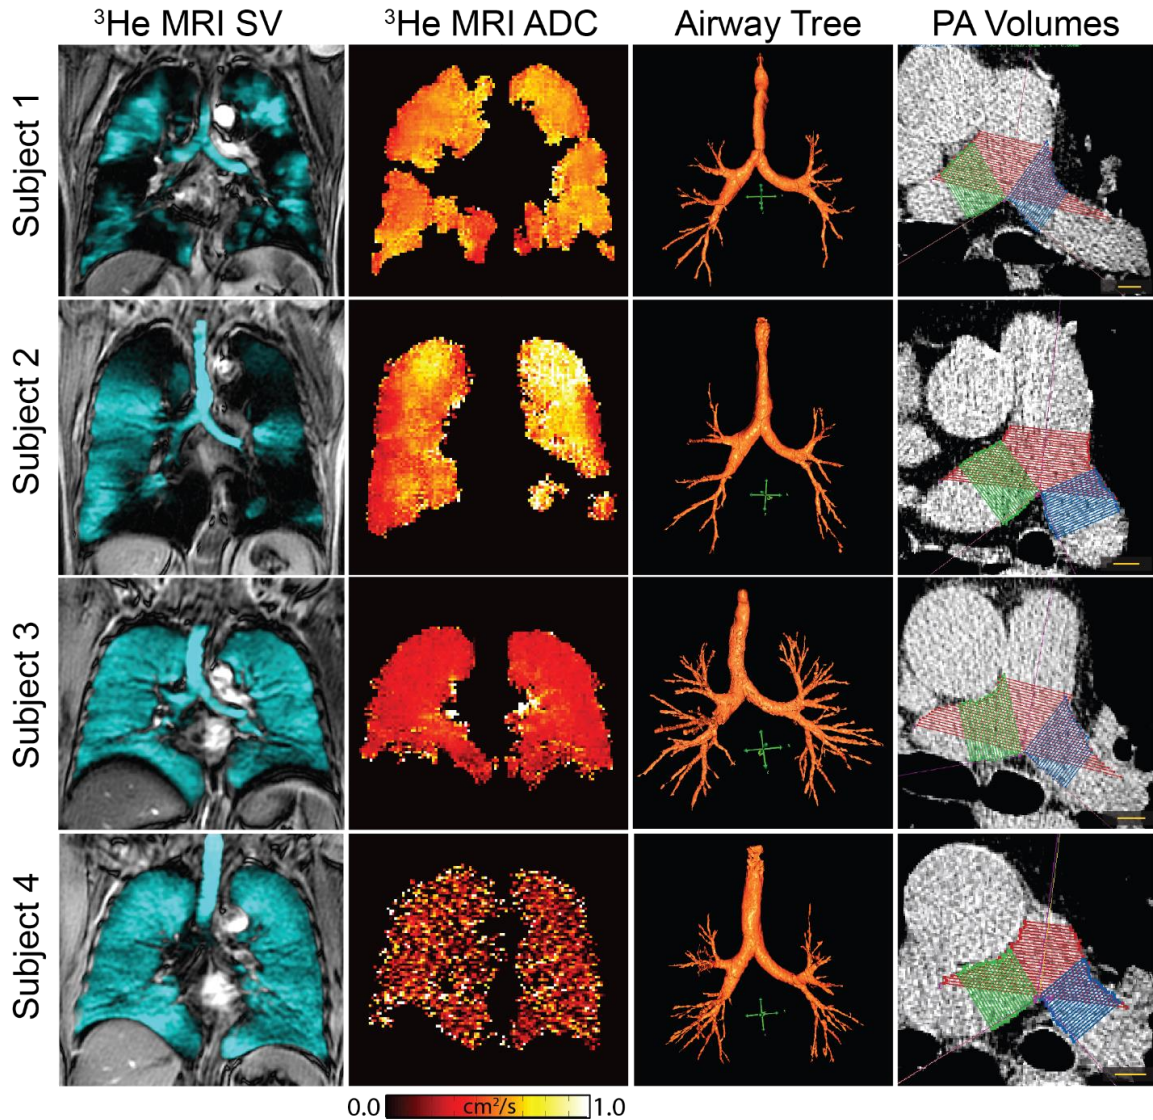 ³He MRI SV ³He MRI ADC Airway Tree PA Volumes
Subject 1
Subject 2
Subject 3
Subject 4
0.0 cm²/s 1.0